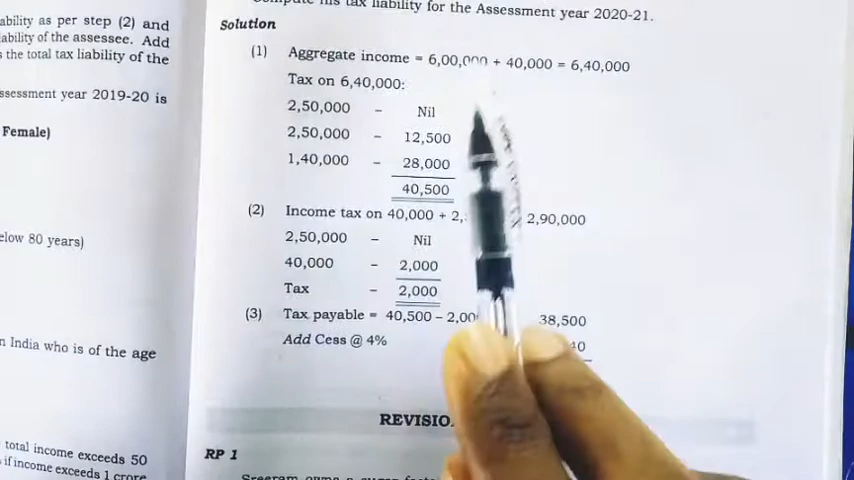 ability as per step (2) and
iability of the assessee. Add
s the total tax liability of the
ssessment year 2019-20 is
Female)
elow 80 years)
n India who is of the age
total income exceeds 50
if income exceeds 1 crore
his tax liability for the Assessment year 2020-21.
Solution
(1) Aggregate income = 6,00,000 + 40,000 = 6,40,000
Tax on 6,40,000:
2,50,000 – Nil
2,50,000 – 12,500
1,40,000 – 28,000
40,500
(2) Income tax on 40,000 + 2, 2,90,000
2,50,000 – Nil
40,000 – 2,000
Tax – 2,000
(3) Tax payable = 40,500 – 2,00 38,500
Add Cess @ 4% 40
REVISIO
RP 1